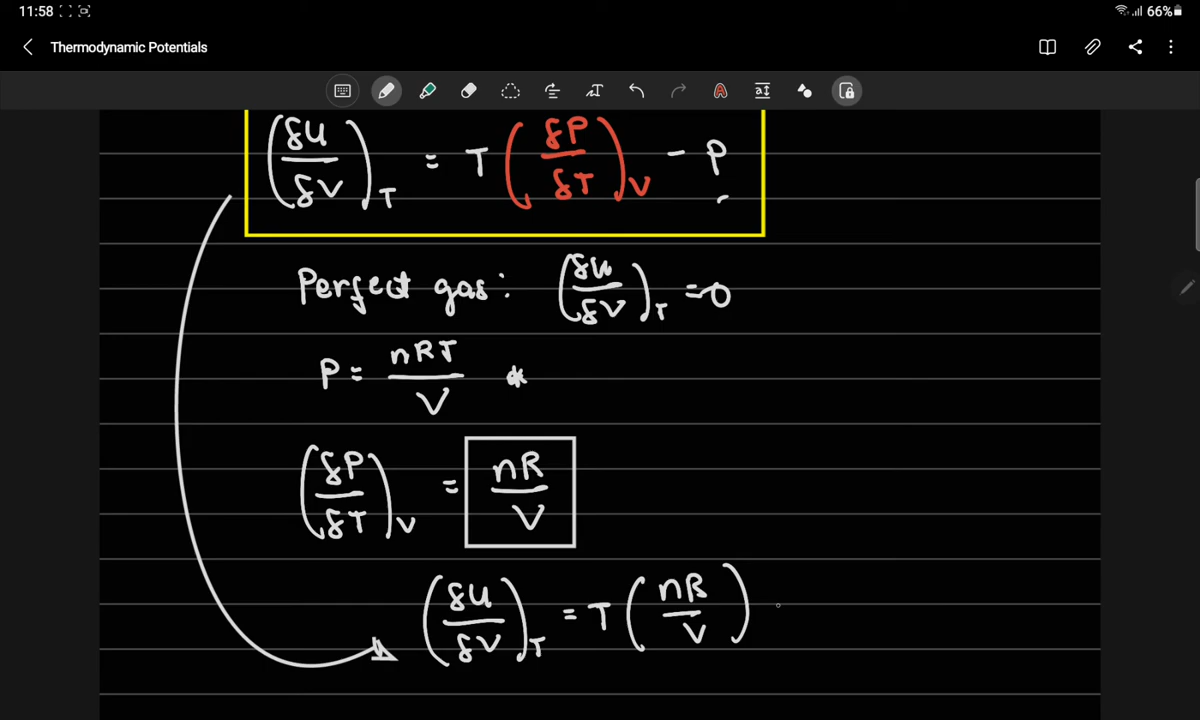 11:58 66%
Thermodynamic Potentials
(δU/δV)_T = T (δP/δT)_V - P
Perfect gas: (δU/δV)_T = 0
P = nRT/V *
(δP/δT)_V = nR/V
(δU/δV)_T = T (nR/V)